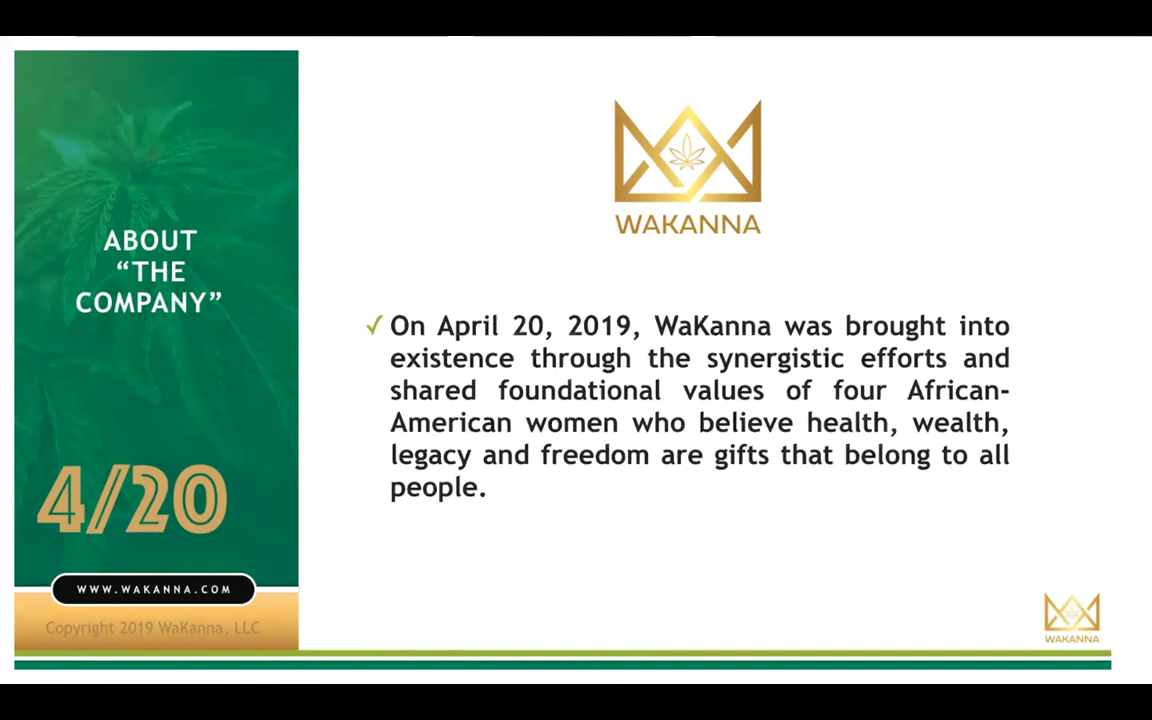 ABOUT
“THE
COMPANY”
4/20
WWW.WAKANNA.COM
Copyright 2019 WaKanna, LLC
WAKANNA
✓ On April 20, 2019, WaKanna was brought into
existence through the synergistic efforts and
shared foundational values of four African-
American women who believe health, wealth,
legacy and freedom are gifts that belong to all
people.
WAKANNA